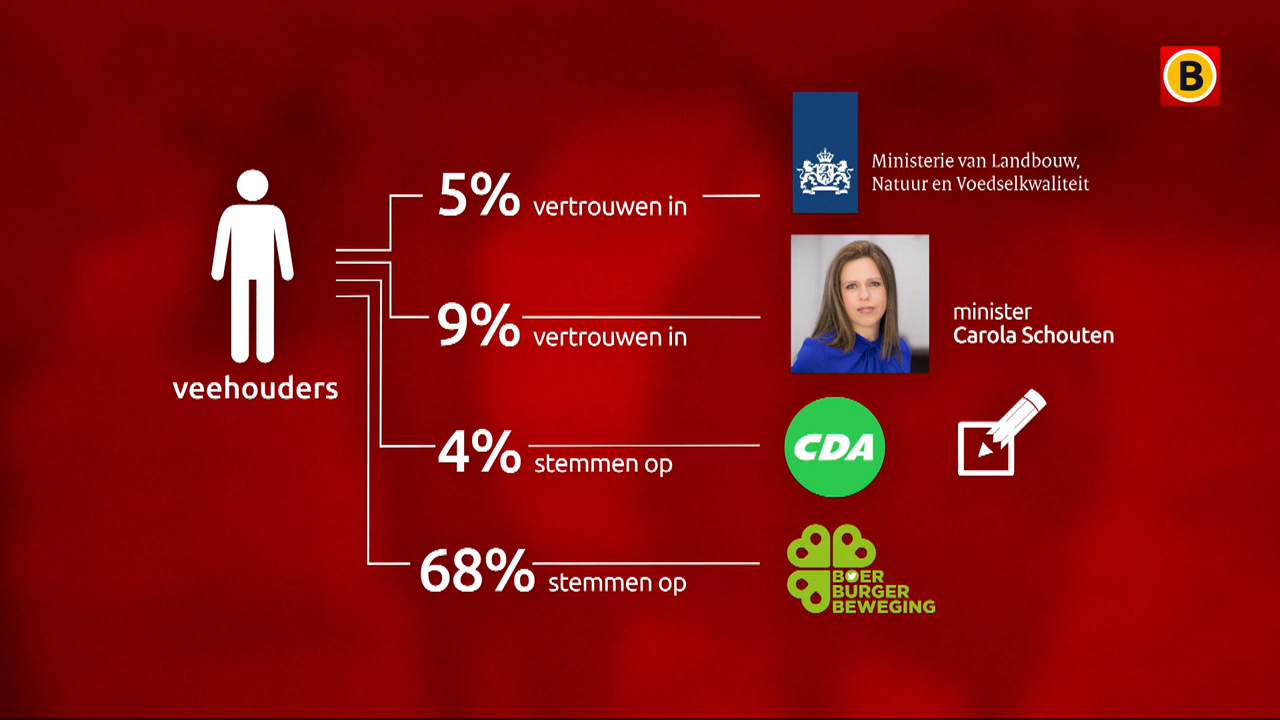 B
Ministerie van Landbouw,
Natuur en Voedselkwaliteit
5% vertrouwen in
9% vertrouwen in
minister
Carola Schouten
veehouders
4% stemmen op
CDA
68% stemmen op
BOER
BURGER
BEWEGING